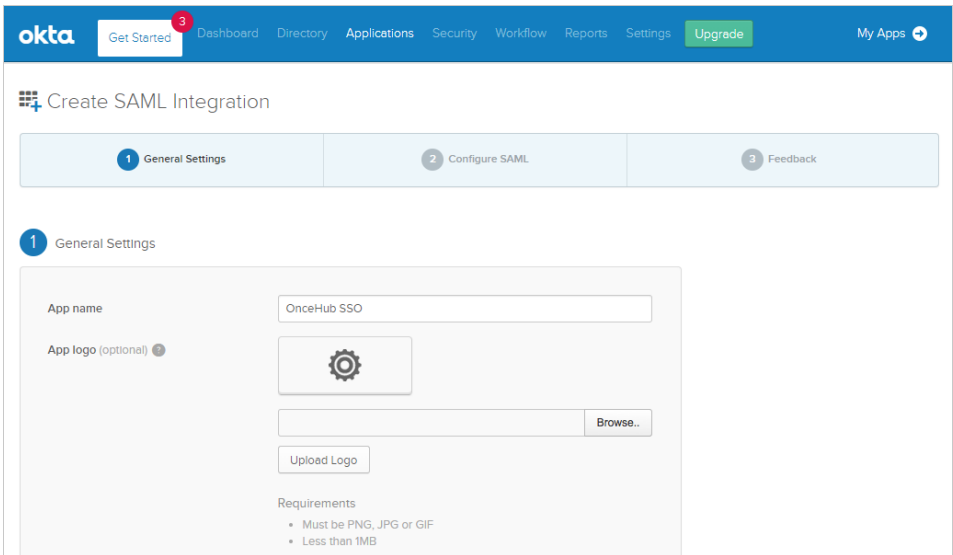 okta Get Started 3 Dashboard Directory Applications Security Workflow Reports Settings Upgrade My Apps
Create SAML Integration
1 General Settings 2 Configure SAML 3 Feedback
1 General Settings
App name OnceHub SSO
App logo (optional) ?
Browse..
Upload Logo
Requirements
• Must be PNG, JPG or GIF
• Less than 1MB